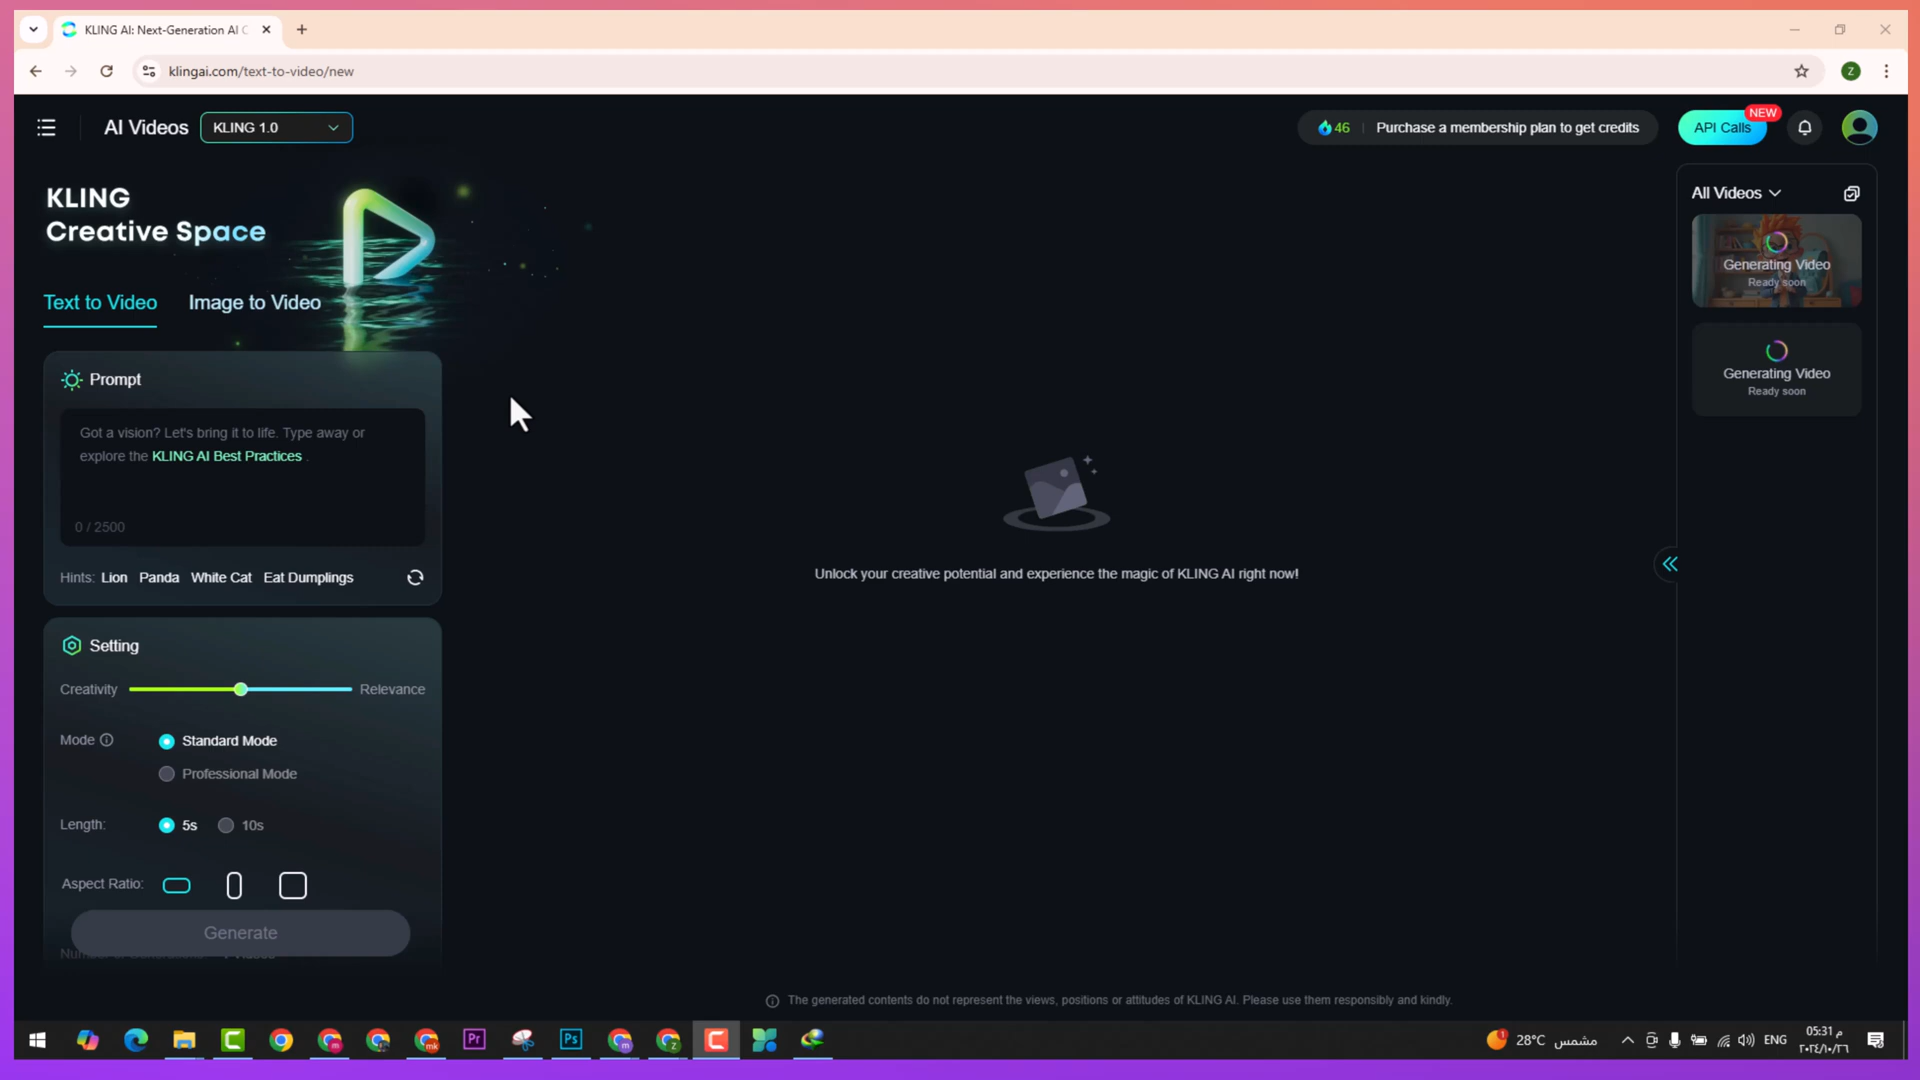 KLING AI: Next-Generation AI C
klingai.com/text-to-video/new
Z
AI Videos
KLING 1.0
46
Purchase a membership plan to get credits
API Calls
NEW
KLING
Creative Space
Text to Video
Image to Video
Prompt
Got a vision? Let's bring it to life. Type away or
explore the KLING AI Best Practices .
0 / 2500
Hints: Lion Panda White Cat Eat Dumplings
Setting
Creativity
Relevance
Mode
Standard Mode
Professional Mode
Length:
5s
10s
Aspect Ratio:
Generate
Unlock your creative potential and experience the magic of KLING AI right now!
All Videos
Generating Video
Ready soon
Generating Video
Ready soon
The generated contents do not represent the views, positions or attitudes of KLING AI. Please use them responsibly and kindly.
Pr
Ps
28°C مشمس
ENG
05:31 م
٢٠٢٤/١٠/٢٦